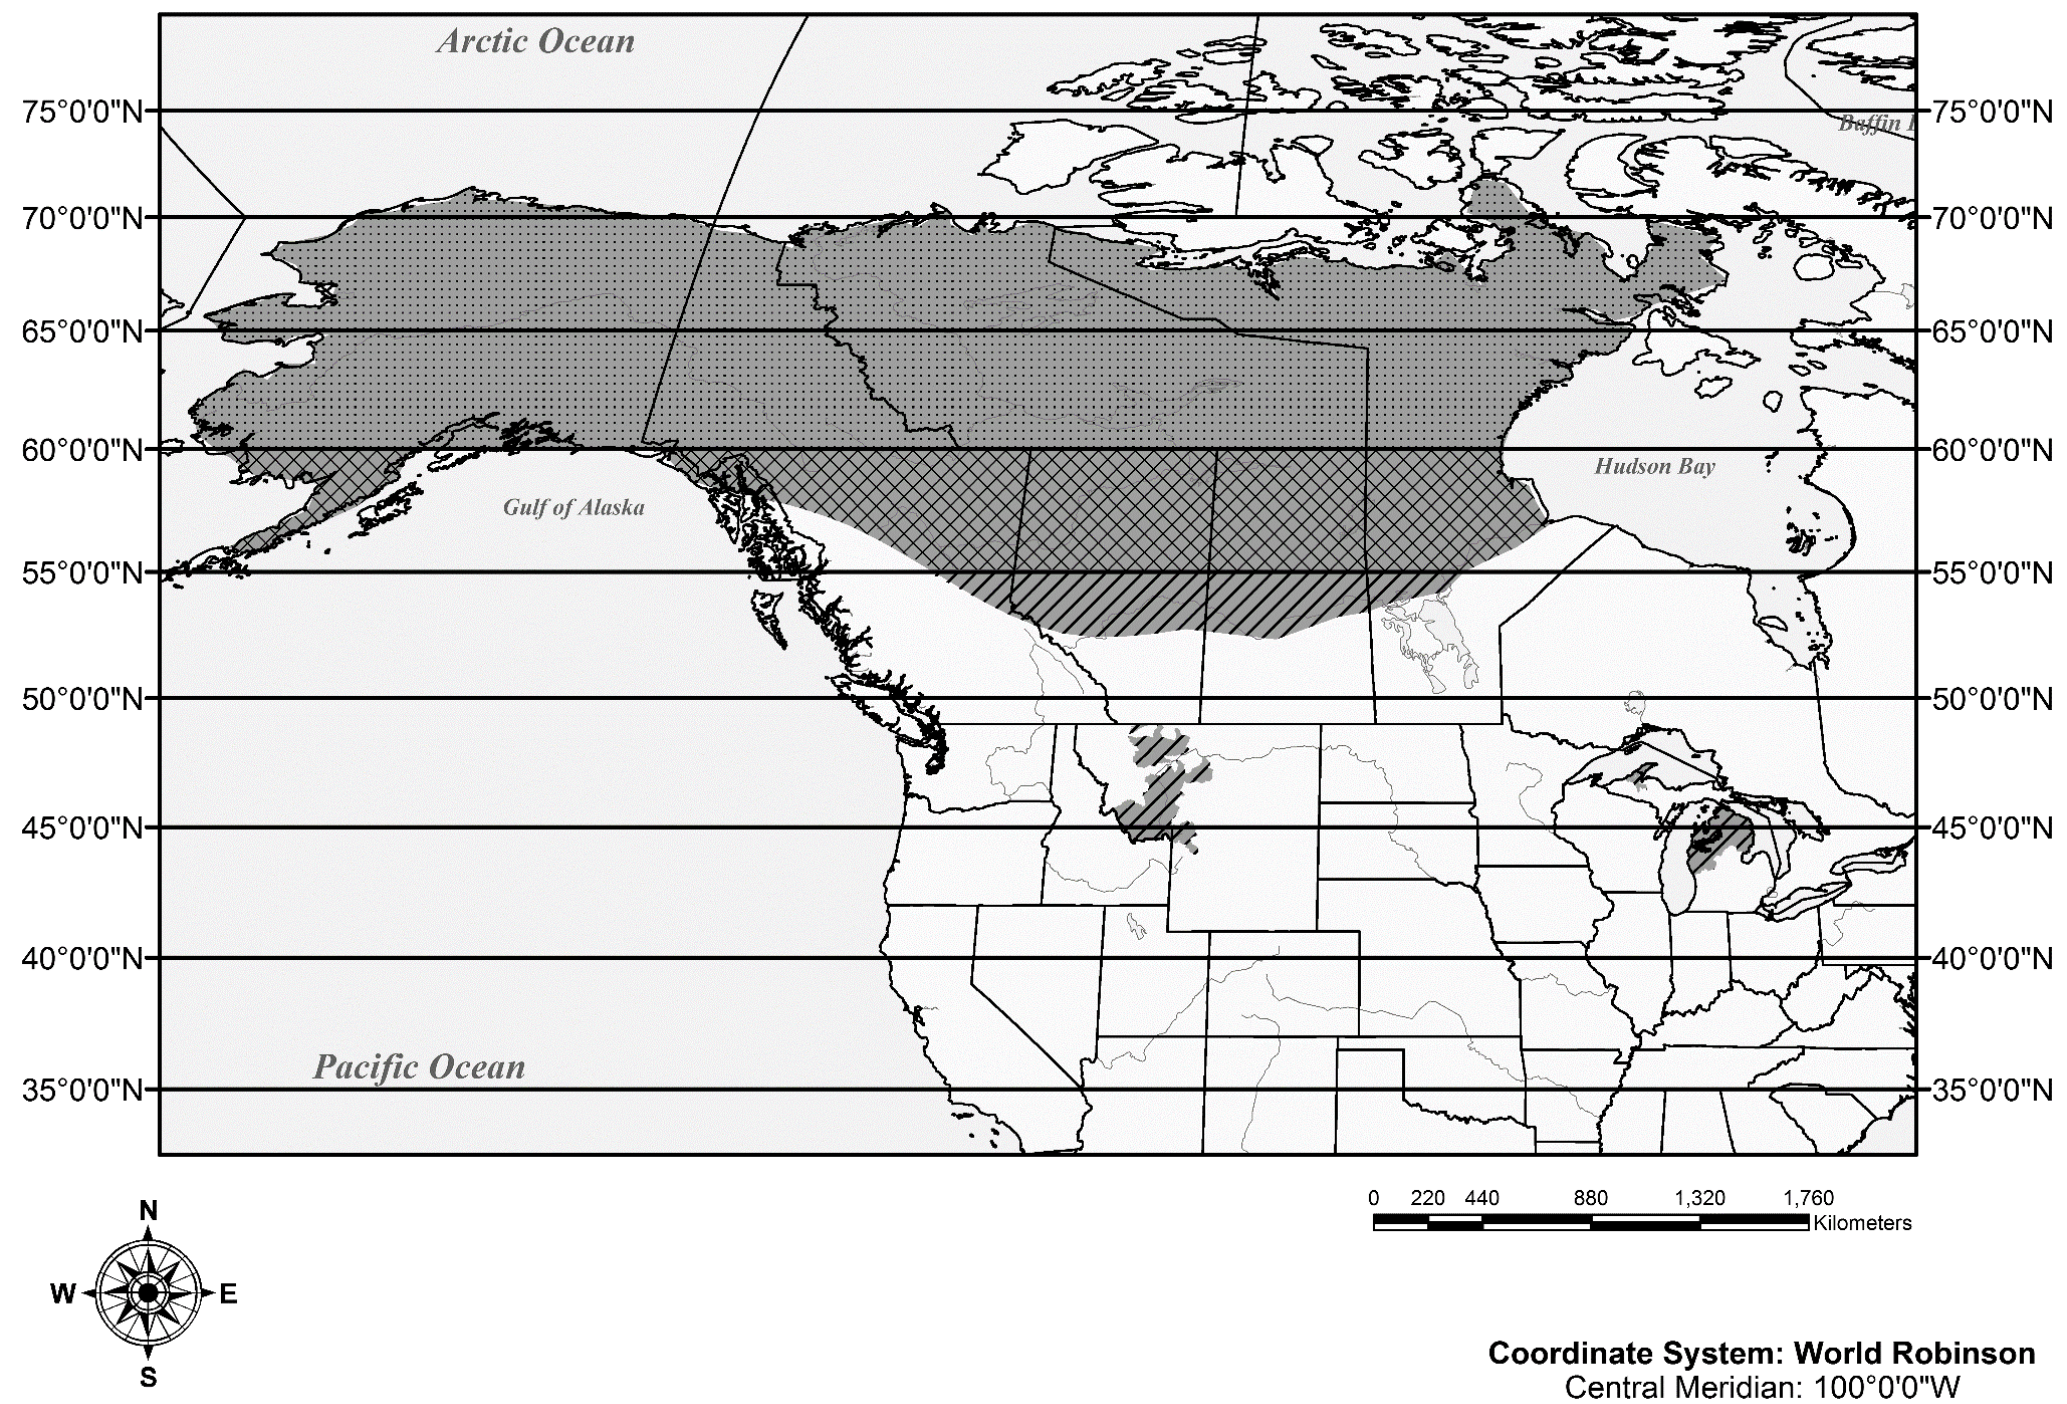 Arctic Ocean
75°0'0"N
75°0'0"N
Baffin
70°0'0"N
70°0'0"N
65°0'0"N
65°0'0"N
60°0'0"N
60°0'0"N
Hudson Bay
Gulf of Alaska
55°0'0"N
55°0'0"N
50°0'0"N
50°0'0"N
45°0'0"N
45°0'0"N
40°0'0"N
40°0'0"N
Pacific Ocean
35°0'0"N
35°0'0"N
0 220 440 880 1,320 1,760
Kilometers
N
W E
S
Coordinate System: World Robinson
Central Meridian: 100°0'0"W